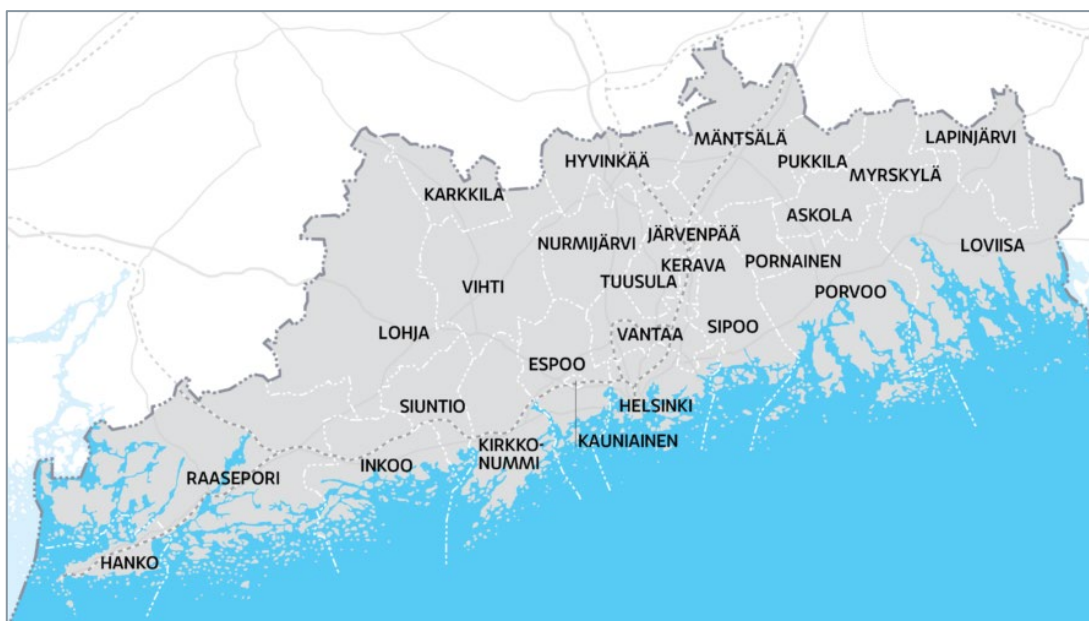 MÄNTSÄLÄ
LAPINJÄRVI
HYVINKÄÄ
PUKKILA
MYRSKYLÄ
KARKKILA
ASKOLA
JÄRVENPÄÄ
NURMIJÄRVI
LOVIISA
KERAVA
PORNAINEN
TUUSULA
VIHTI
PORVOO
SIPOO
LOHJA
VANTAA
ESPOO
SIUNTIO
HELSINKI
KIRKKO-
NUMMI
KAUNIAINEN
INKOO
RAASEPORI
HANKO